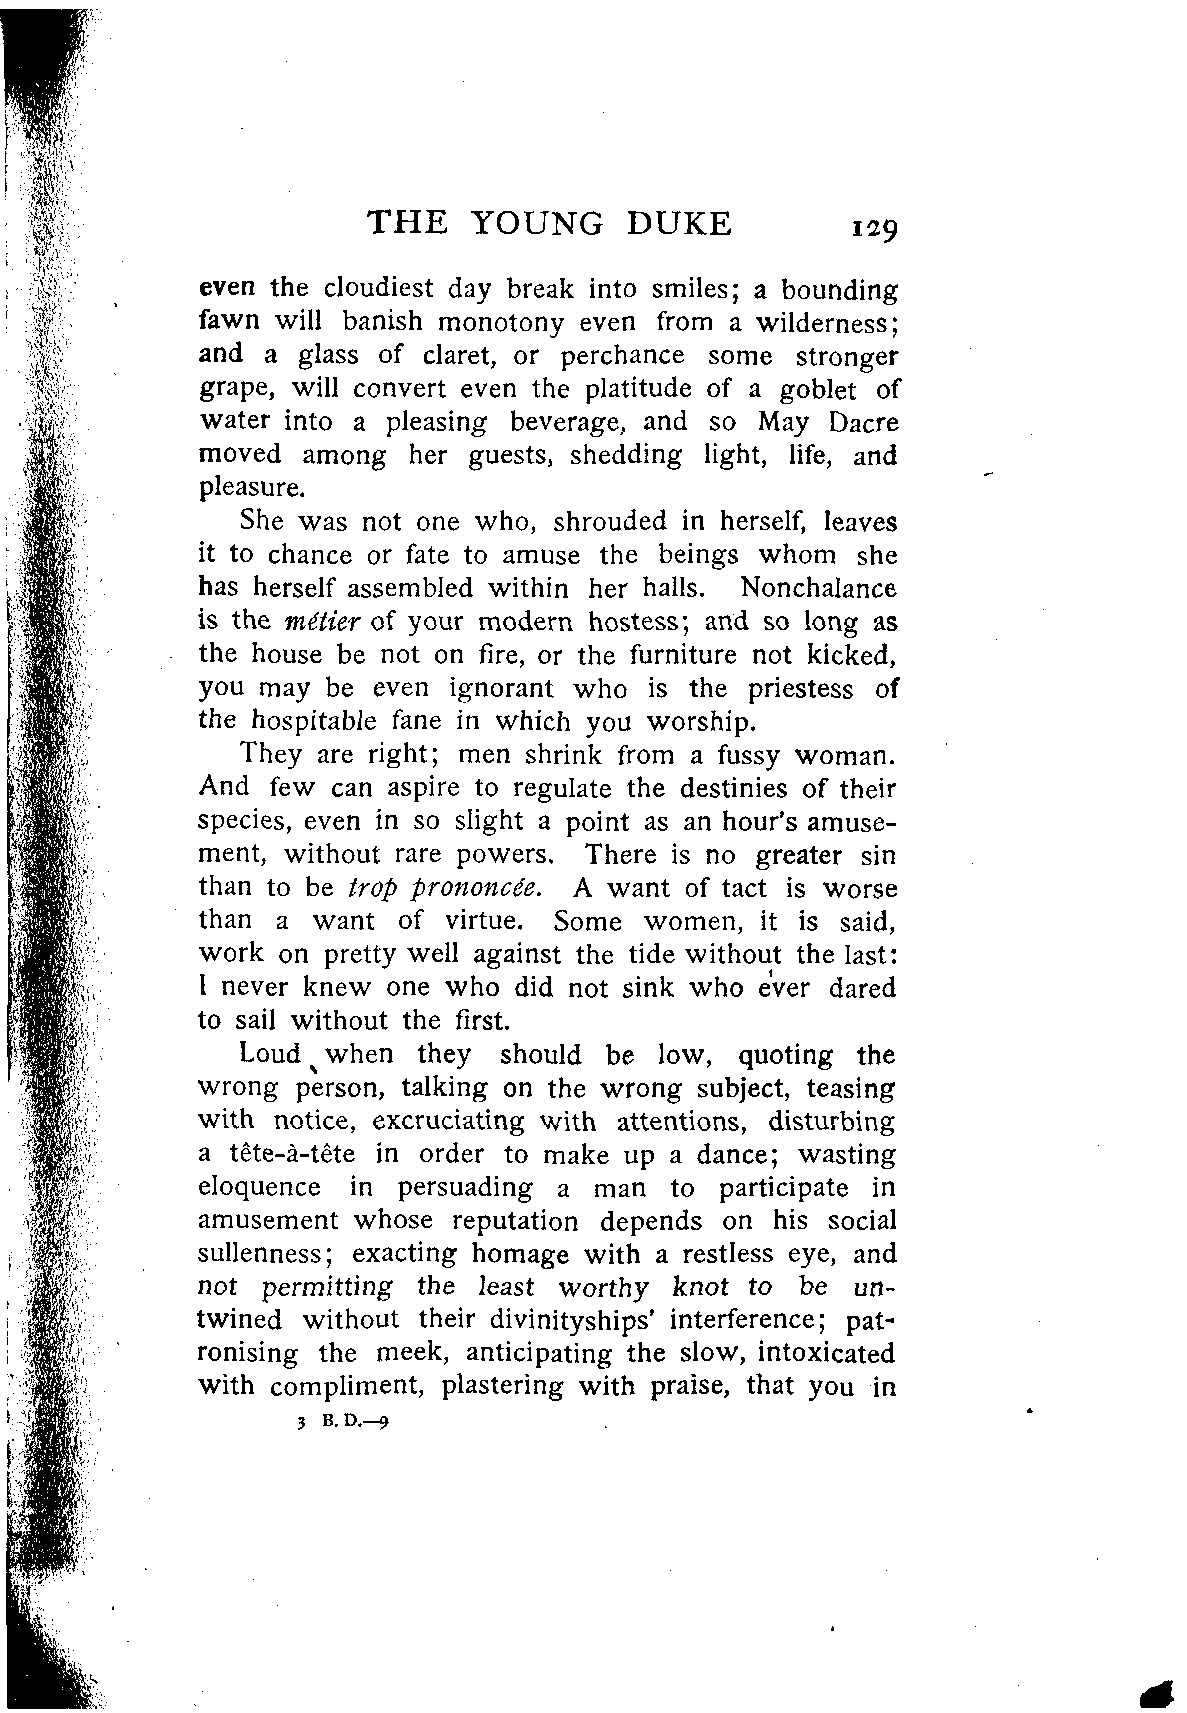 THE YOUNG DUKE 129
even the cloudiest day break into smiles; a bounding
fawn will banish monotony even from a wilderness;
and a glass of claret, or perchance some stronger
grape, will convert even the platitude of a goblet of
water into a pleasing beverage, and so May Dacre
moved among her guests, shedding light, life, and
pleasure.
She was not one who, shrouded in herself, leaves
it to chance or fate to amuse the beings whom she
has herself assembled within her halls. Nonchalance
is the métier of your modern hostess; and so long as
the house be not on fire, or the furniture not kicked,
you may be even ignorant who is the priestess of
the hospitable fane in which you worship.
They are right; men shrink from a fussy woman.
And few can aspire to regulate the destinies of their
species, even in so slight a point as an hour's amuse-
ment, without rare powers. There is no greater sin
than to be trop prononcée. A want of tact is worse
than a want of virtue. Some women, it is said,
work on pretty well against the tide without the last:
I never knew one who did not sink who ever dared
to sail without the first.
Loud when they should be low, quoting the
wrong person, talking on the wrong subject, teasing
with notice, excruciating with attentions, disturbing
a tête-à-tête in order to make up a dance; wasting
eloquence in persuading a man to participate in
amusement whose reputation depends on his social
sullenness; exacting homage with a restless eye, and
not permitting the least worthy knot to be un-
twined without their divinityships' interference; pat-
ronising the meek, anticipating the slow, intoxicated
with compliment, plastering with praise, that you in
3 B. D.—9